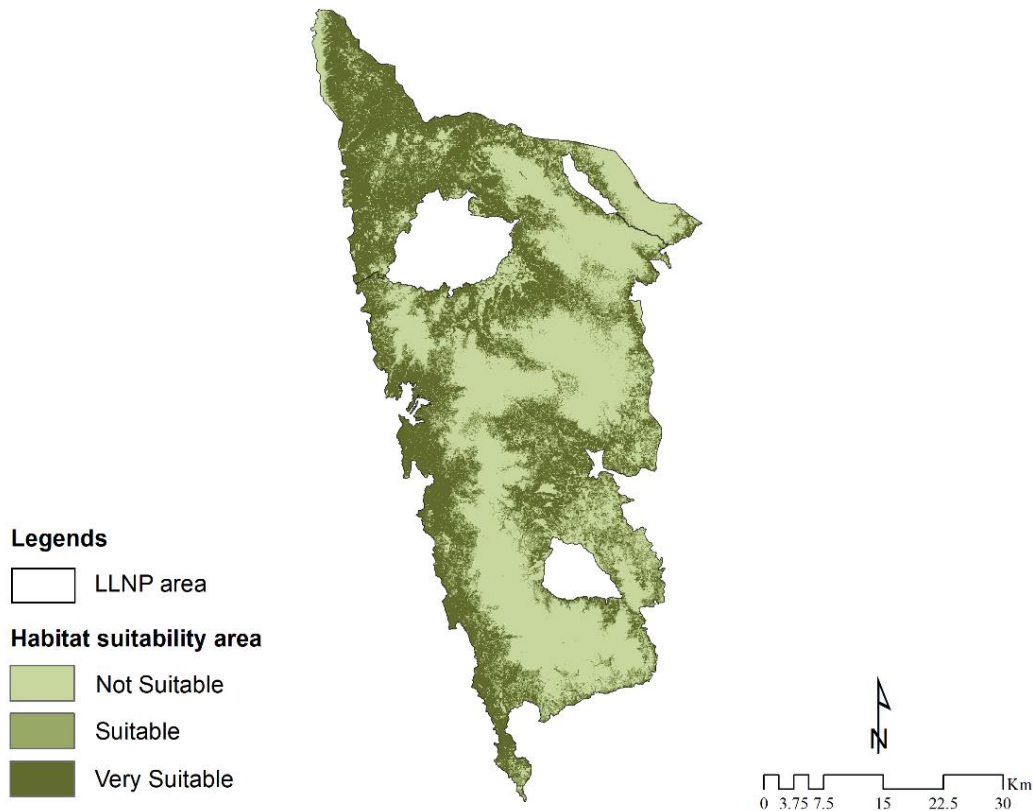 Legends
LLNP area
Habitat suitability area
Not Suitable
Suitable
Very Suitable
N
Km
0 3.75 7.5 15 22.5 30